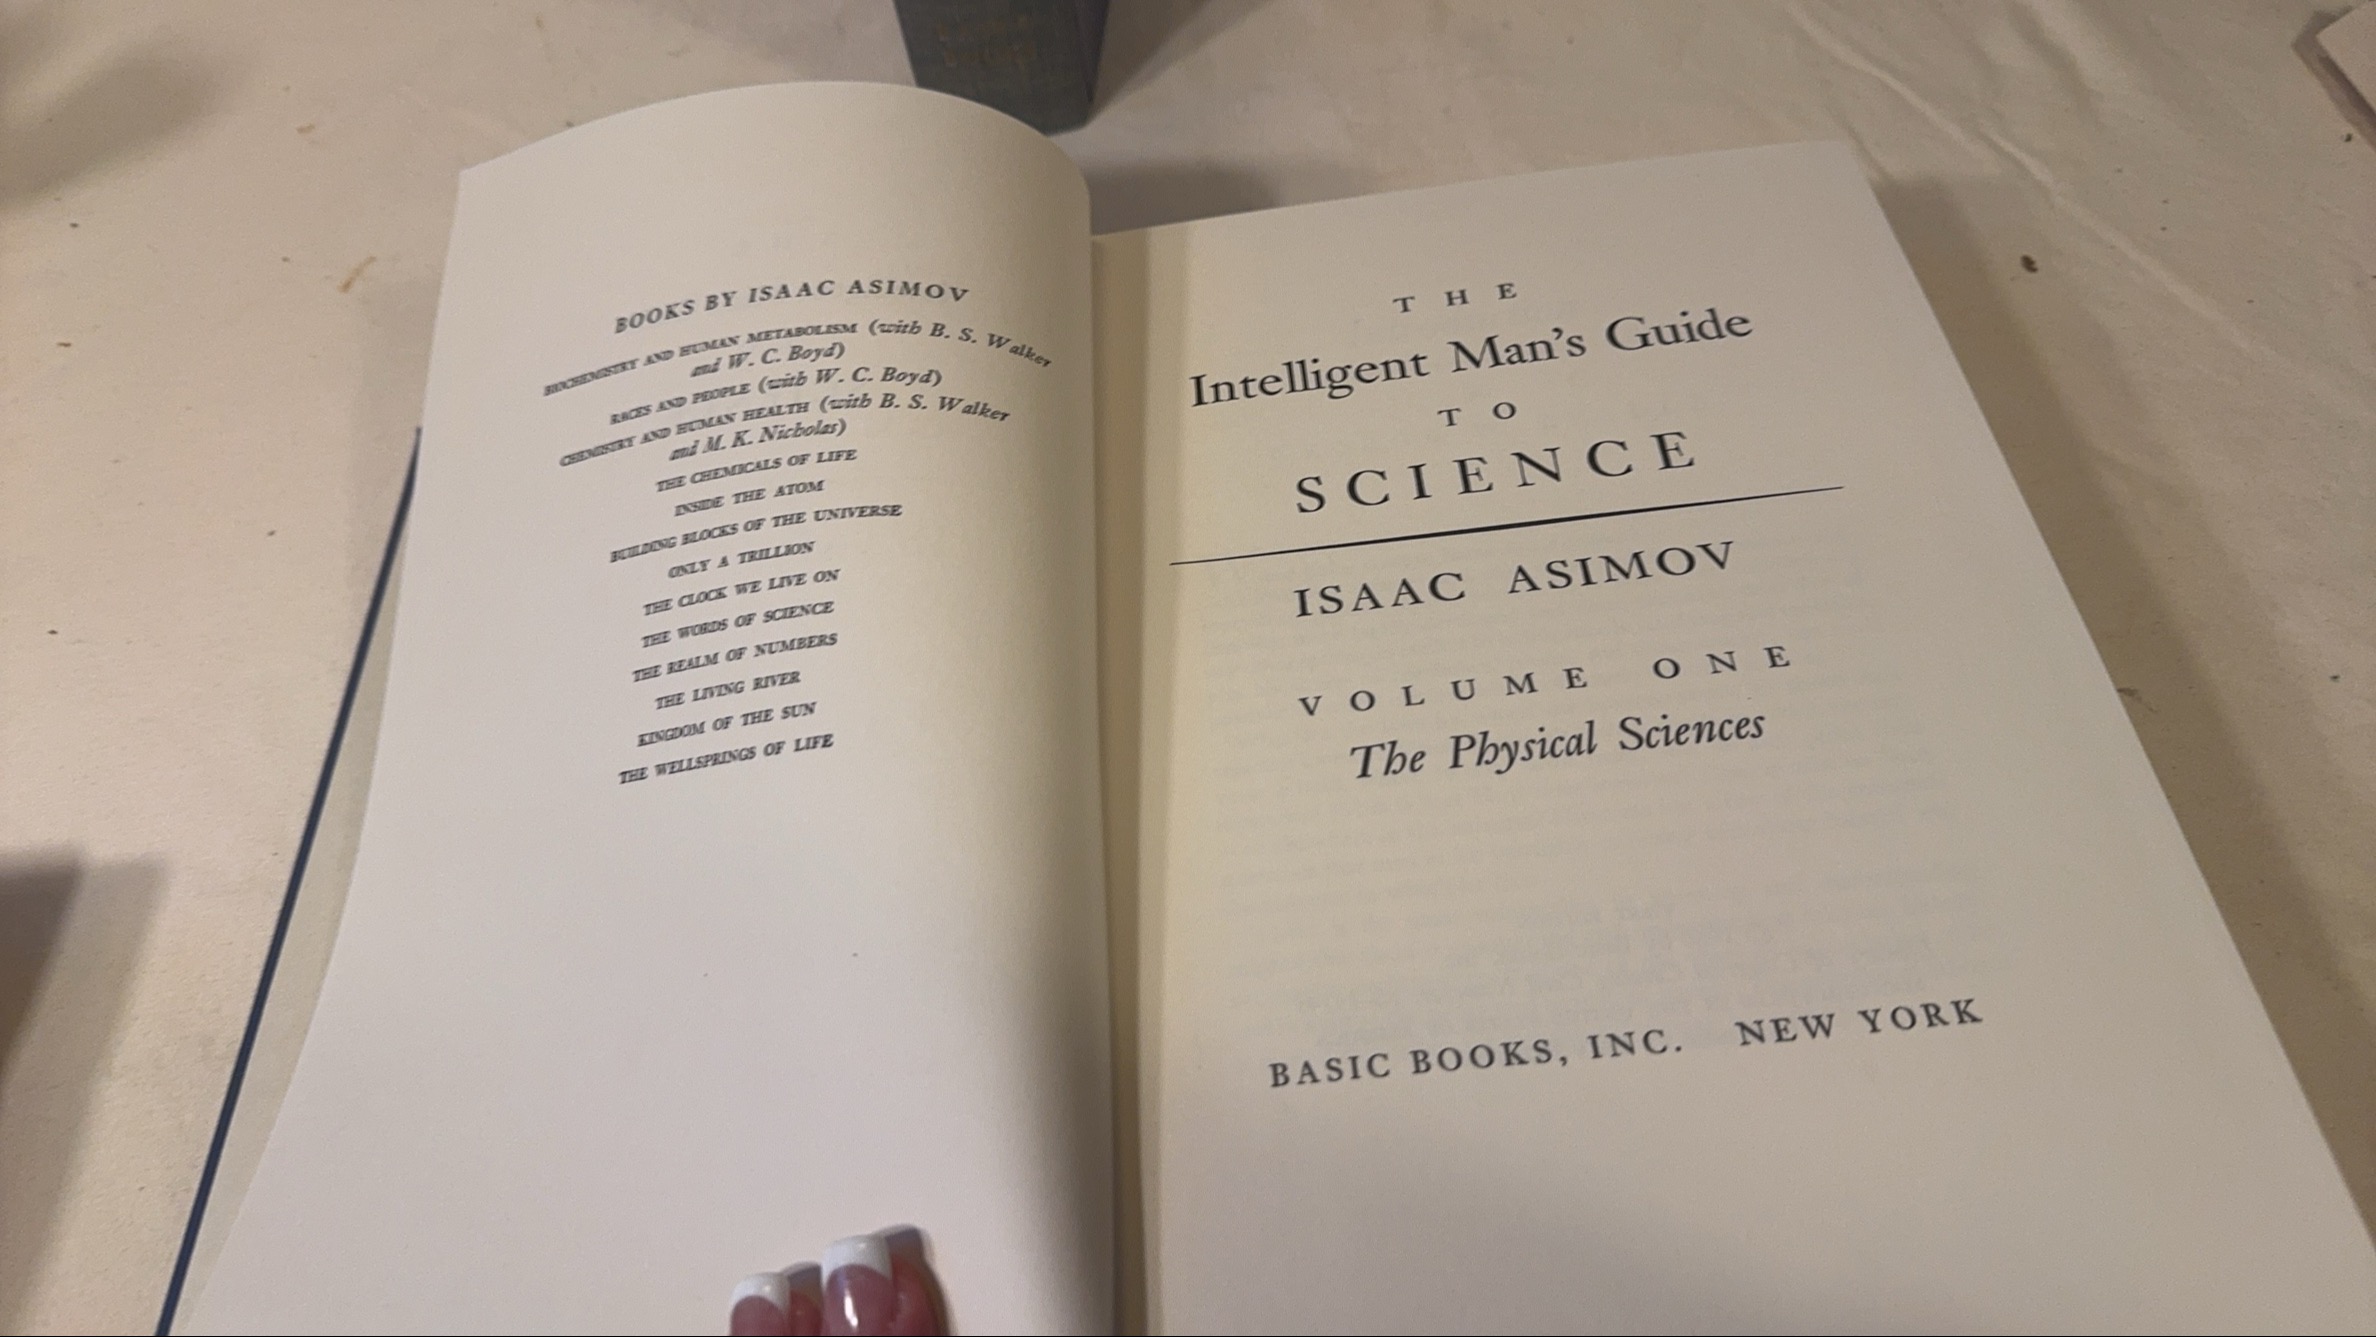 BOOKS BY ISAAC ASIMOV
BIOCHEMISTRY AND HUMAN METABOLISM (with B. S. Walker
and W. C. Boyd)
RACES AND PEOPLE (with W. C. Boyd)
CHEMISTRY AND HUMAN HEALTH (with B. S. Walker
and M. K. Nicholas)
THE CHEMICALS OF LIFE
INSIDE THE ATOM
BUILDING BLOCKS OF THE UNIVERSE
ONLY A TRILLION
THE CLOCK WE LIVE ON
THE WORDS OF SCIENCE
THE REALM OF NUMBERS
THE LIVING RIVER
KINGDOM OF THE SUN
THE WELLSPRINGS OF LIFE
THE
Intelligent Man's Guide
TO
SCIENCE
ISAAC ASIMOV
VOLUME ONE
The Physical Sciences
BASIC BOOKS, INC. NEW YORK